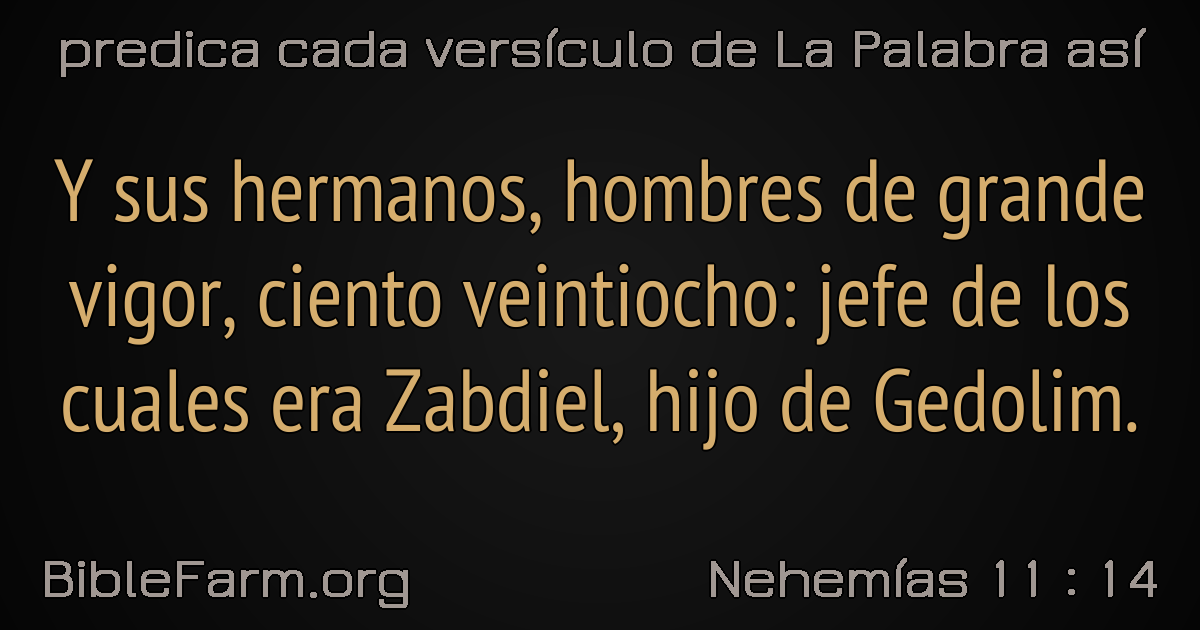 predica cada versículo de La Palabra así
Y sus hermanos, hombres de grande
vigor, ciento veintiocho: jefe de los
cuales era Zabdiel, hijo de Gedolim.
BibleFarm.org
Nehemías 11 : 14